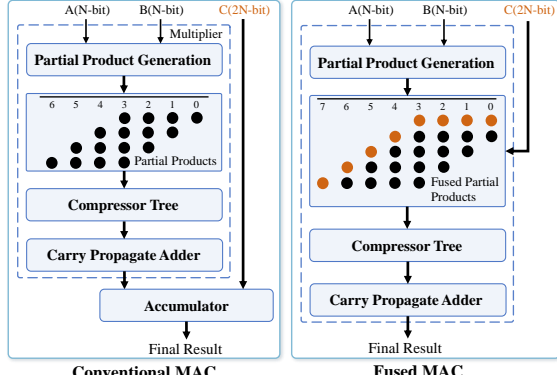 A(N-bit) B(N-bit) C(2N-bit)
Multiplier
Partial Product Generation
6 5 4 3 2 1 0
Partial Products
Compressor Tree
Carry Propagate Adder
Accumulator
Final Result
Conventional MAC
A(N-bit) B(N-bit) C(2N-bit)
Partial Product Generation
7 6 5 4 3 2 1 0
Fused Partial
Products
Compressor Tree
Carry Propagate Adder
Final Result
Fused MAC